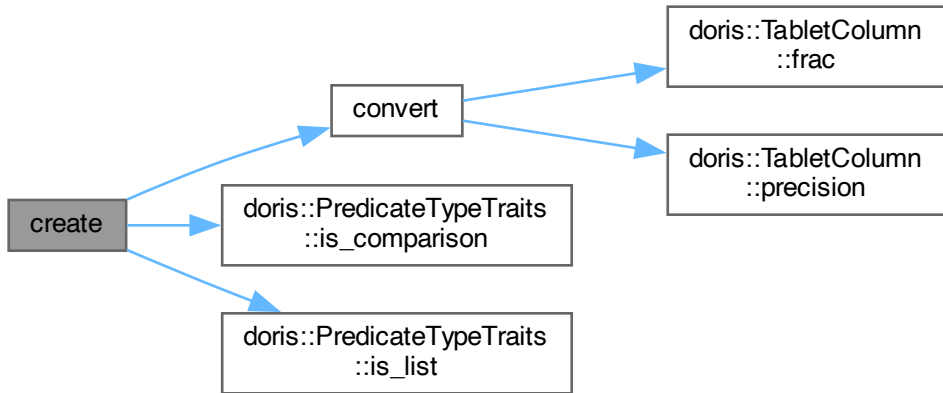 doris::TabletColumn
::frac
convert
doris::TabletColumn
::precision
create
doris::PredicateTypeTraits
::is_comparison
doris::PredicateTypeTraits
::is_list